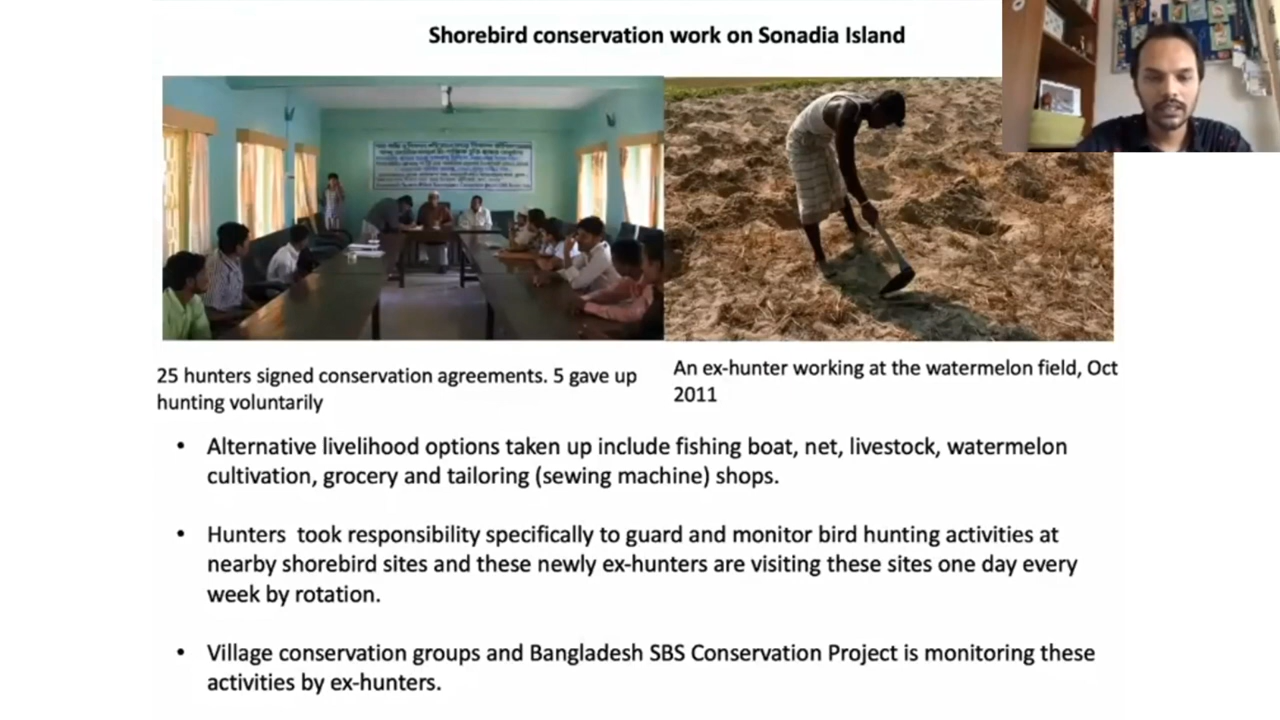 Shorebird conservation work on Sonadia Island
25 hunters signed conservation agreements. 5 gave up
hunting voluntarily
An ex-hunter working at the watermelon field, Oct
2011
• Alternative livelihood options taken up include fishing boat, net, livestock, watermelon
cultivation, grocery and tailoring (sewing machine) shops.
• Hunters took responsibility specifically to guard and monitor bird hunting activities at
nearby shorebird sites and these newly ex-hunters are visiting these sites one day every
week by rotation.
• Village conservation groups and Bangladesh SBS Conservation Project is monitoring these
activities by ex-hunters.